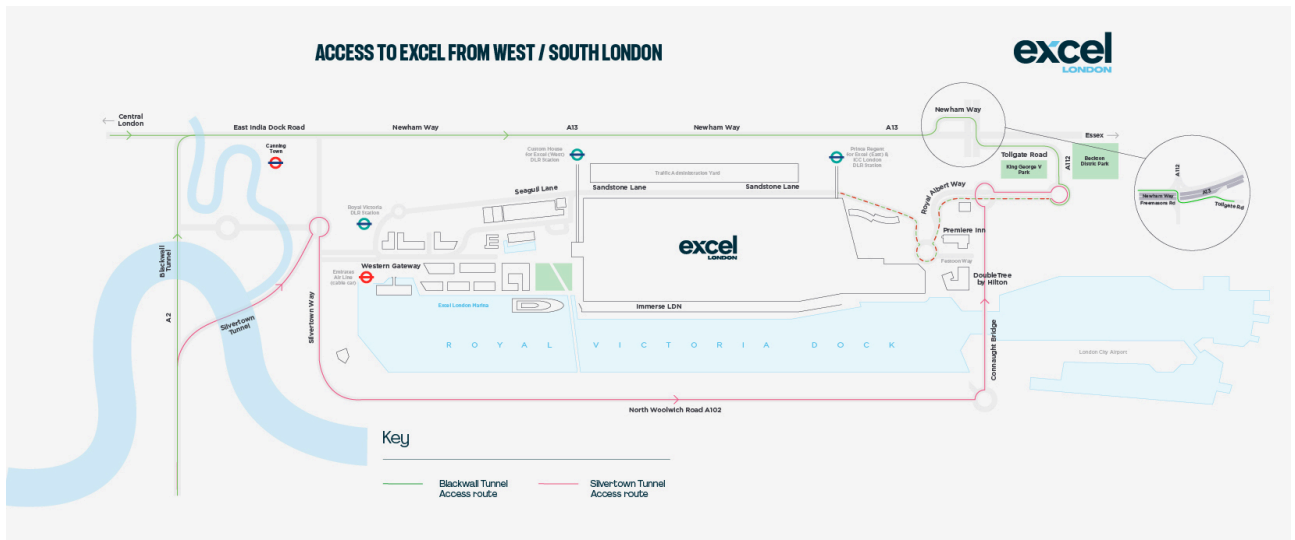 ACCESS TO EXCEL FROM WEST / SOUTH LONDON
excel
LONDON
Central
London
East India Dock Road
Newham Way
A13
Newham Way
A13
Newham Way
Essex
Canning
Town
Custom House
for Excel (West)
DLR Station
Prince Regent
for Excel (East) &
ICC London
DLR Station
Traffic Administration Yard
Tollgate Road
King George V
Park
A112
Beckton
District Park
A112
A13
Newham Way
Freemasons Rd
Tollgate Rd
Seagull Lane
Sandstone Lane
Sandstone Lane
Royal Albert Way
Royal Victoria
DLR Station
excel
LONDON
Premiere Inn
Blackwall
Tunnel
Western Gateway
Emirates
Air Line
(cable car)
DoubleTree
by Hilton
Excel London Marina
Immerse LDN
A2
Silvertown
Tunnel
Silvertown Way
ROYAL VICTORIA DOCK
Connaught Bridge
London City Airport
North Woolwich Road A102
Key
Blackwall Tunnel
Access route
Silvertown Tunnel
Access route